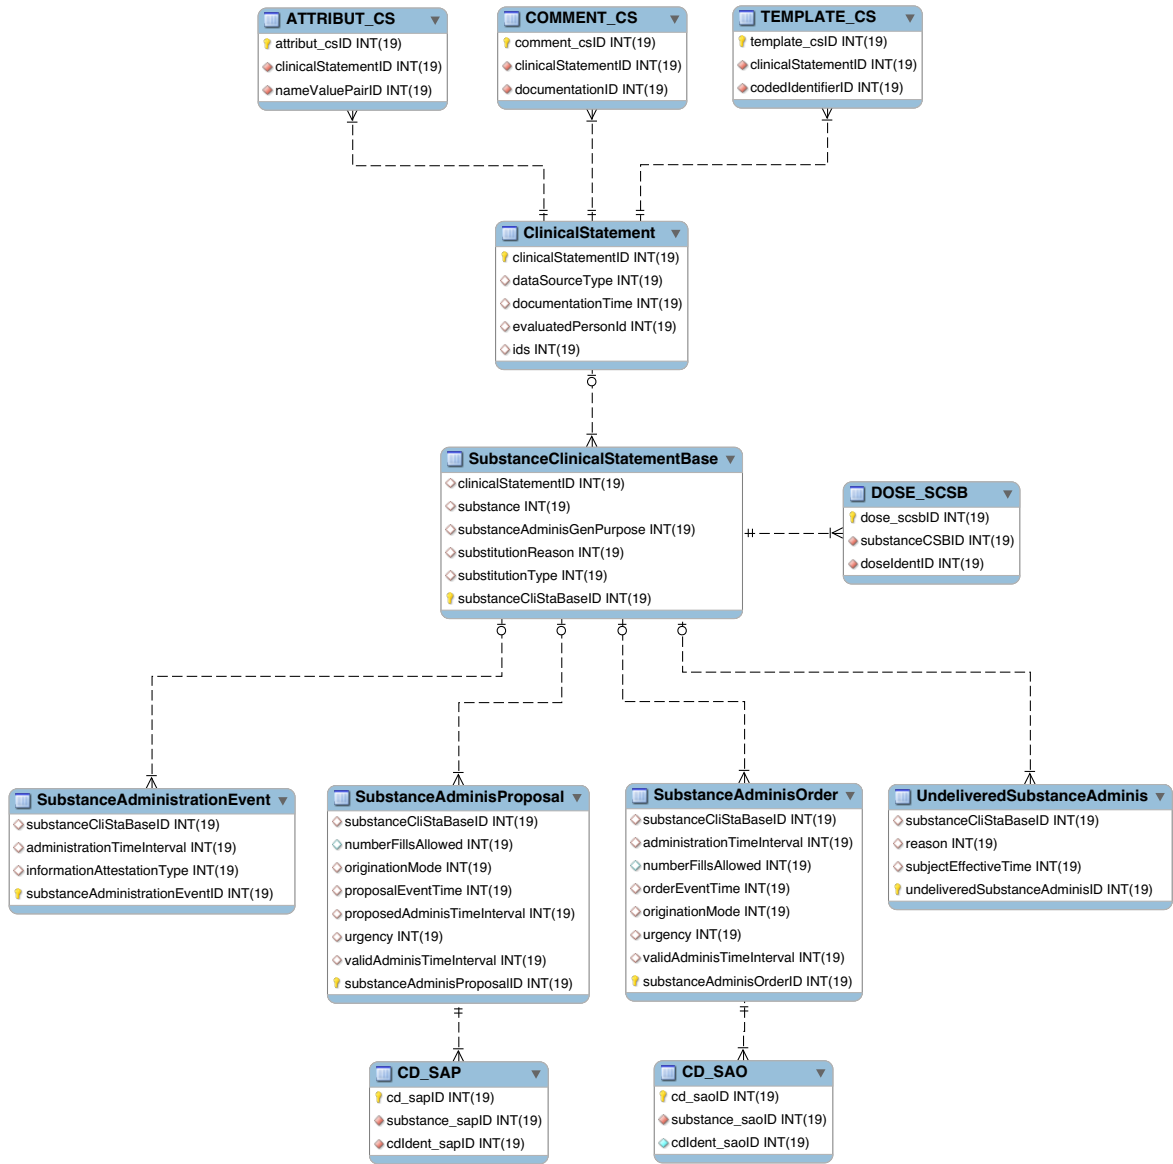 ATTRIBUT_CS
attribut_csID INT(19)
clinicalStatementID INT(19)
nameValuePairID INT(19)
COMMENT_CS
comment_csID INT(19)
clinicalStatementID INT(19)
documentationID INT(19)
TEMPLATE_CS
template_csID INT(19)
clinicalStatementID INT(19)
codedIdentifierID INT(19)
ClinicalStatement
clinicalStatementID INT(19)
dataSourceType INT(19)
documentationTime INT(19)
evaluatedPersonId INT(19)
ids INT(19)
SubstanceClinicalStatementBase
clinicalStatementID INT(19)
substance INT(19)
substanceAdminisGenPurpose INT(19)
substitutionReason INT(19)
substitutionType INT(19)
substanceCliStaBaseID INT(19)
DOSE_SCSB
dose_scsbID INT(19)
substanceCSBID INT(19)
doseIdentID INT(19)
SubstanceAdministrationEvent
substanceCliStaBaseID INT(19)
administrationTimeInterval INT(19)
informationAttestationType INT(19)
substanceAdministrationEventID INT(19)
SubstanceAdminisProposal
substanceCliStaBaseID INT(19)
numberFillsAllowed INT(19)
originationMode INT(19)
proposalEventTime INT(19)
proposedAdminisTimeInterval INT(19)
urgency INT(19)
validAdminisTimeInterval INT(19)
substanceAdminisProposalID INT(19)
SubstanceAdminisOrder
substanceCliStaBaseID INT(19)
administrationTimeInterval INT(19)
numberFillsAllowed INT(19)
orderEventTime INT(19)
originationMode INT(19)
urgency INT(19)
validAdminisTimeInterval INT(19)
substanceAdminisOrderID INT(19)
UndeliveredSubstanceAdminis
substanceCliStaBaseID INT(19)
reason INT(19)
subjectEffectiveTime INT(19)
undeliveredSubstanceAdminisID INT(19)
CD_SAP
cd_sapID INT(19)
substance_sapID INT(19)
cdIdent_sapID INT(19)
CD_SAO
cd_saoID INT(19)
substance_saoID INT(19)
cdIdent_saoID INT(19)